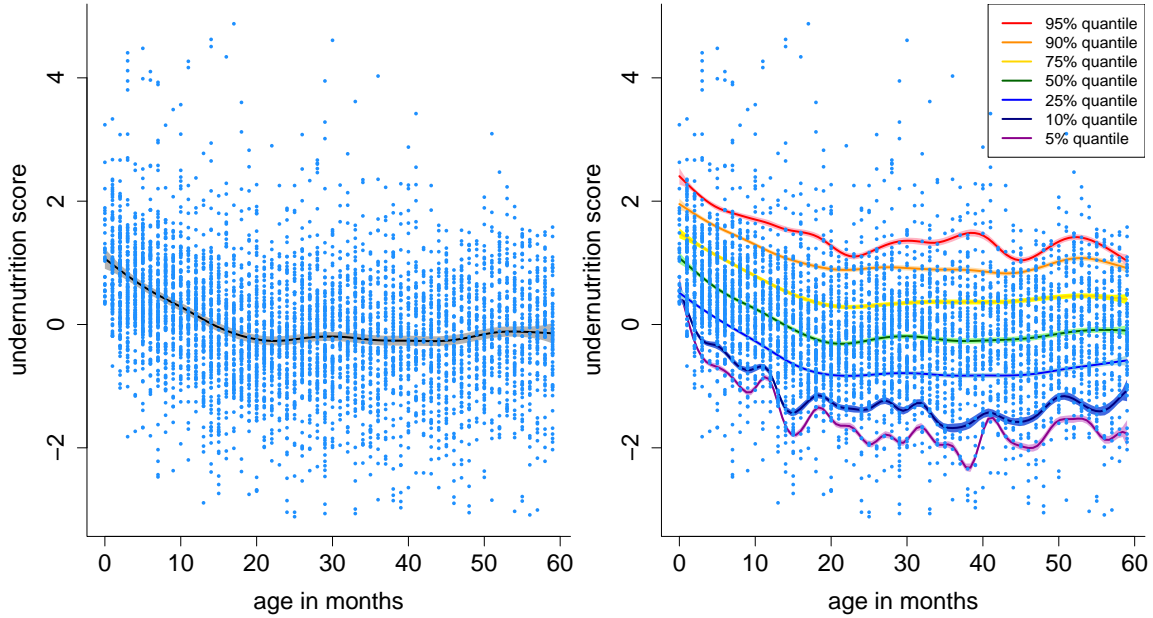 undernutrition score
4
2
0
−2
0 10 20 30 40 50 60
age in months
undernutrition score
4
2
0
−2
0 10 20 30 40 50 60
age in months
95% quantile
90% quantile
75% quantile
50% quantile
25% quantile
10% quantile
5% quantile